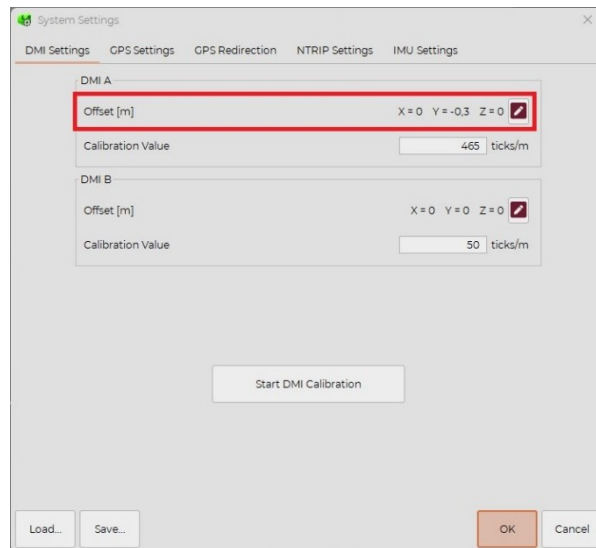 System Settings
DMI Settings GPS Settings GPS Redirection NTRIP Settings IMU Settings
DMI A
Offset [m] X = 0 Y = -0,3 Z = 0
Calibration Value 465 ticks/m
DMI B
Offset [m] X = 0 Y = 0 Z = 0
Calibration Value 50 ticks/m
Start DMI Calibration
Load... Save... OK Cancel